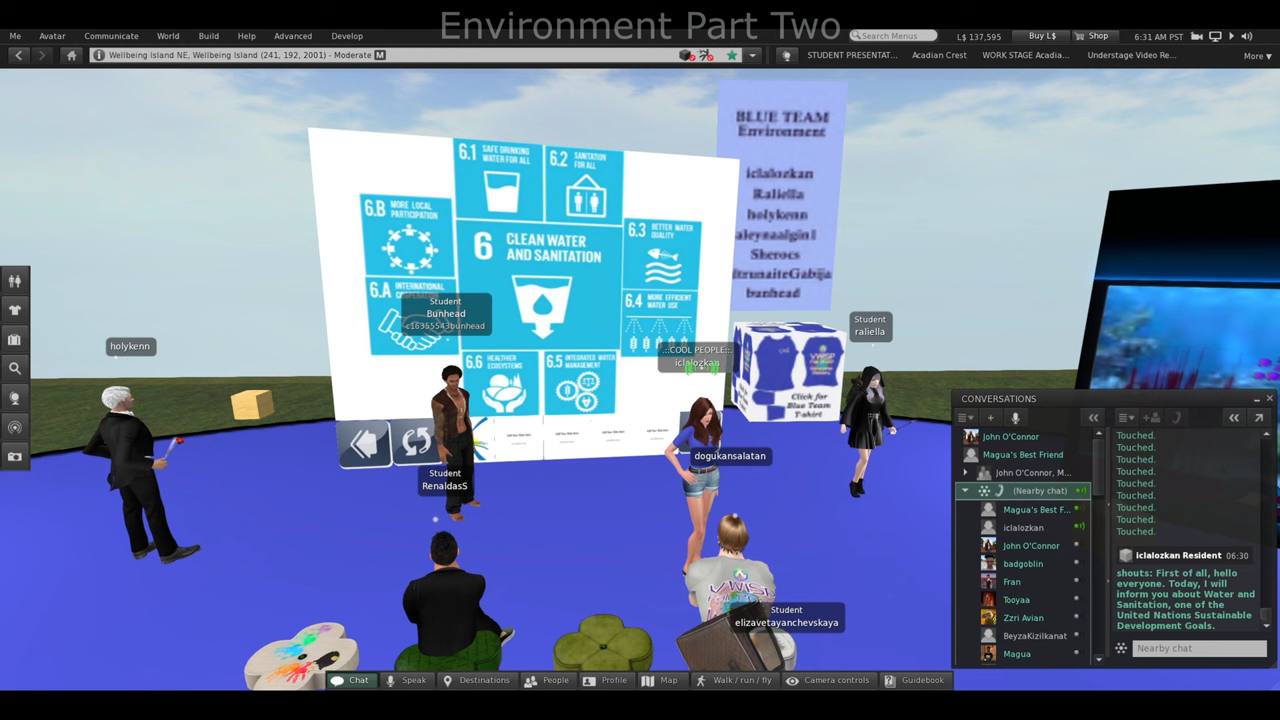 Environment Part Two
Me Avatar Communicate World Build Help Advanced Develop
Search Menus
L$ 137,595
Buy L$
Shop
6:31 AM PST
Wellbeing Island NE, Wellbeing Island (241, 192, 2001) - Moderate M
STUDENT PRESENTAT...
Acadian Crest
WORK STAGE Acadia...
Understage Video Re...
More
BLUE TEAM
Environment
iclalozkan
Raliella
holykenn
aleynaalgin1
Sherocs
dtrunaiteGabija
bunhead
6.1 SAFE DRINKING
WATER FOR ALL
6.2 SANITATION
FOR ALL
6.B MORE LOCAL
PARTICIPATION
6 CLEAN WATER
AND SANITATION
6.3 BETTER WATER
QUALITY
6.A INTERNATIONAL
6.4 MORE EFFICIENT
WATER USE
6.6 HEALTHIER
ECOSYSTEMS
6.5 INTEGRATED WATER
MANAGEMENT
Student
Bunhead
c16355543bunhead
holykenn
.::COOL PEOPLE::.
iclalozkan
Student
raliella
VWISP
Click for
Blue Team
T-shirt
Student
RenaldasS
dogukansalatan
VWISP
Student
elizavetayanchevskaya
CONVERSATIONS
John O'Connor
Magua's Best Friend
John O'Connor, M...
(Nearby chat)
Magua's Best F...
iclalozkan
John O'Connor
badgoblin
Fran
Tooyaa
Zzri Avian
BeyzaKizilkanat
Magua
Touched.
Touched.
Touched.
Touched.
Touched.
Touched.
Touched.
Touched.
Touched.
iclalozkan Resident 06:30
shouts: First of all, hello
everyone. Today, I will
inform you about Water and
Sanitation, one of the
United Nations Sustainable
Development Goals.
Nearby chat
Chat
Speak
Destinations
People
Profile
Map
Walk / run / fly
Camera controls
Guidebook